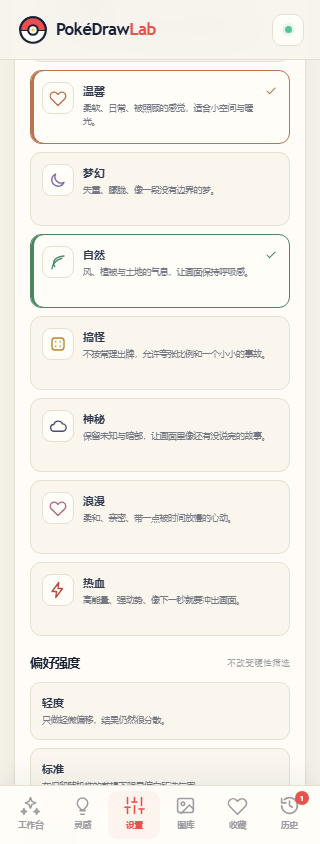 PokéDrawLab
温馨
柔软、日常、被照顾的感觉，适合小空间与暖
光。
梦幻
失重、朦胧、像一段没有边界的梦。
自然
风、植被与土地的气息，让画面保持呼吸感。
搞怪
不按常理出牌，允许夸张比例和一个小小的事故。
神秘
保留未知与暗部，让画面里像还有没说完的故事。
浪漫
柔和、亲密、带一点被时间放慢的心动。
热血
高能量、强动势、像下一秒就要冲出画面。
偏好强度
不改变硬性筛选
轻度
只做轻微偏移，结果仍然很分散。
标准
1
工作台
灵感
设置
图库
收藏
历史